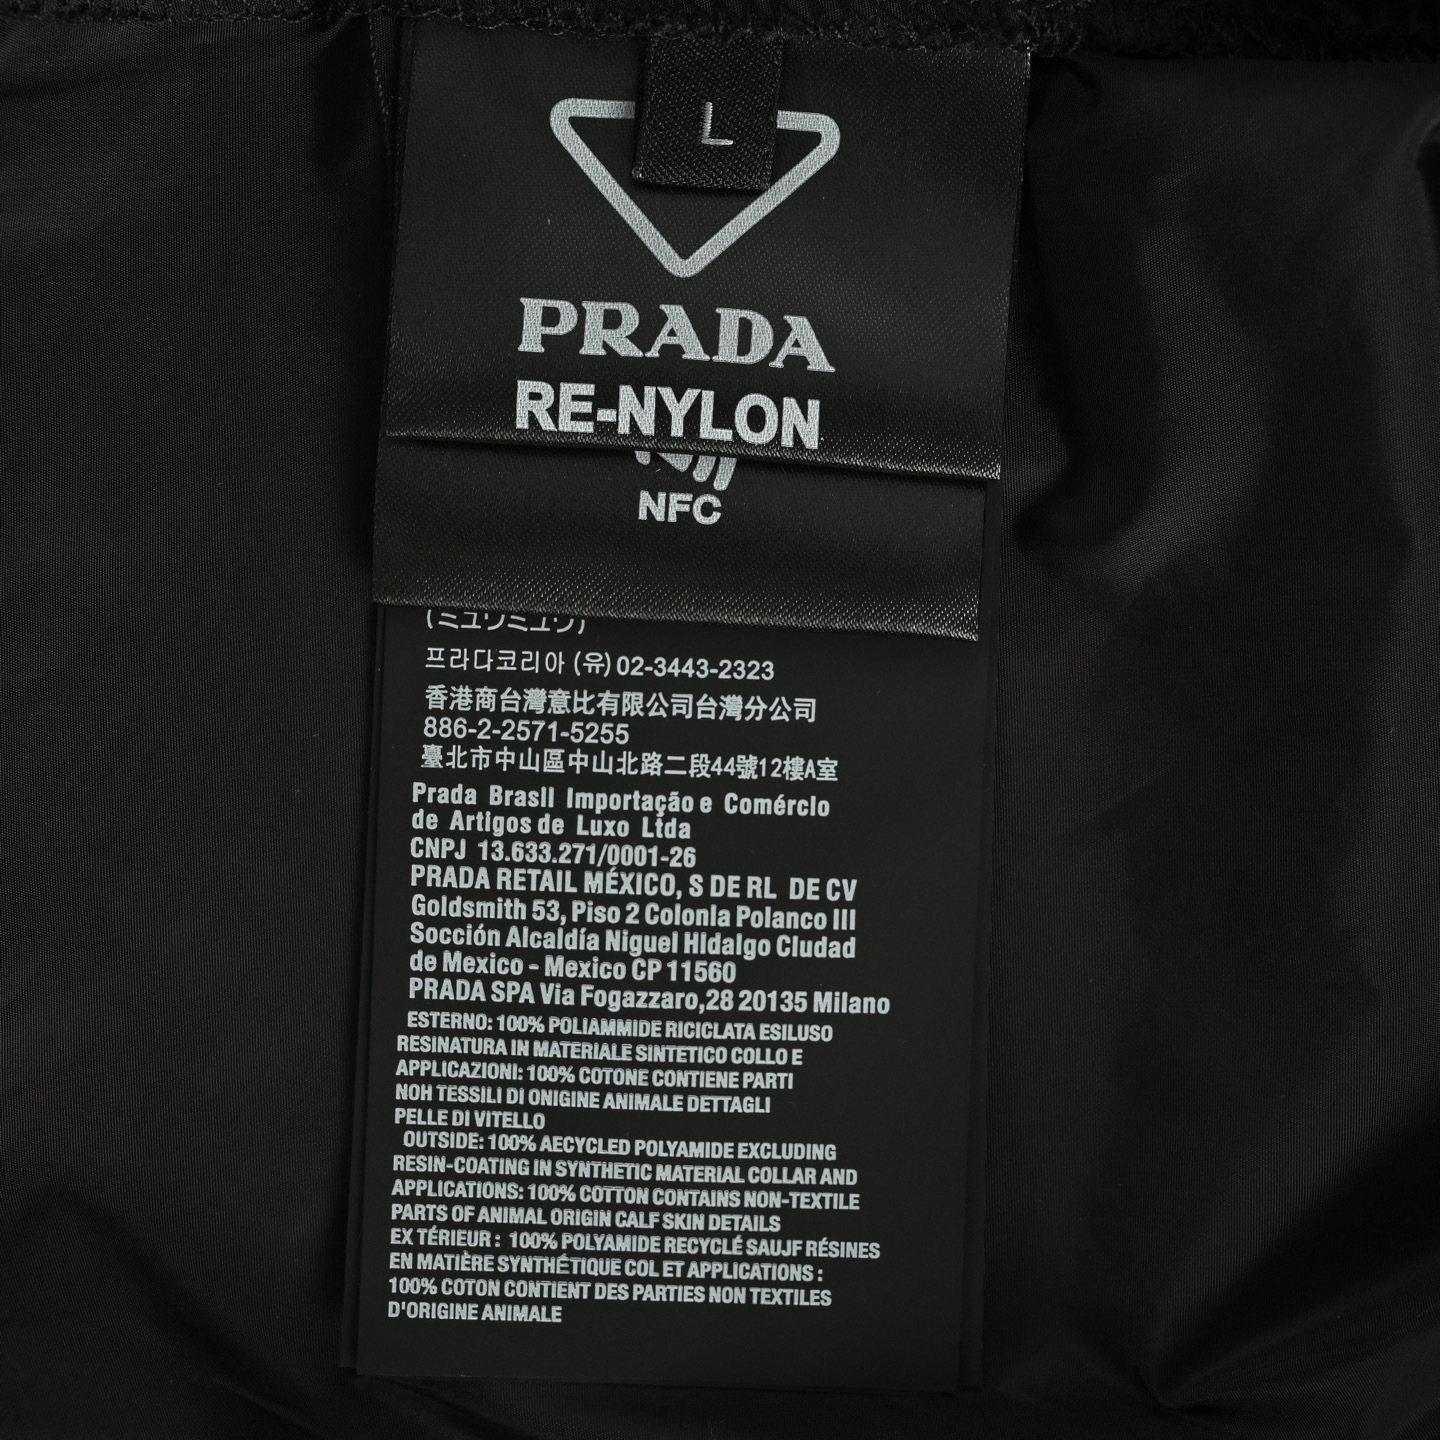 L
PRADA
RE-NYLON
NFC
(ミュウミュウ)
프라다코리아 (유) 02-3443-2323
香港商台灣意比有限公司台灣分公司
886-2-2571-5255
臺北市中山區中山北路二段44號12樓A室
Prada Brasll Importação e Comérclo
de Artigos de Luxo Ltda
CNPJ 13.633.271/0001-26
PRADA RETAIL MÉXICO, S DE RL DE CV
Goldsmith 53, Piso 2 Colonla Polanco III
Socción Alcaldía Niguel Hidalgo Cludad
de Mexico - Mexico CP 11560
PRADA SPA Via Fogazzaro,28 20135 Milano
ESTERNO: 100% POLIAMMIDE RICICLATA ESILUSO
RESINATURA IN MATERIALE SINTETICO COLLO E
APPLICAZIONI: 100% COTONE CONTIENE PARTI
NOH TESSILI DI ONIGINE ANIMALE DETTAGLI
PELLE DI VITELLO
OUTSIDE: 100% AECYCLED POLYAMIDE EXCLUDING
RESIN-COATING IN SYNTHETIC MATERIAL COLLAR AND
APPLICATIONS: 100% COTTON CONTAINS NON-TEXTILE
PARTS OF ANIMAL ORIGIN CALF SKIN DETAILS
EX TÉRIEUR : 100% POLYAMIDE RECYCLÉ SAUJF RÉSINES
EN MATIÈRE SYNTHÉTIQUE COL ET APPLICATIONS :
100% COTON CONTIENT DES PARTIES NON TEXTILES
D'ORIGINE ANIMALE